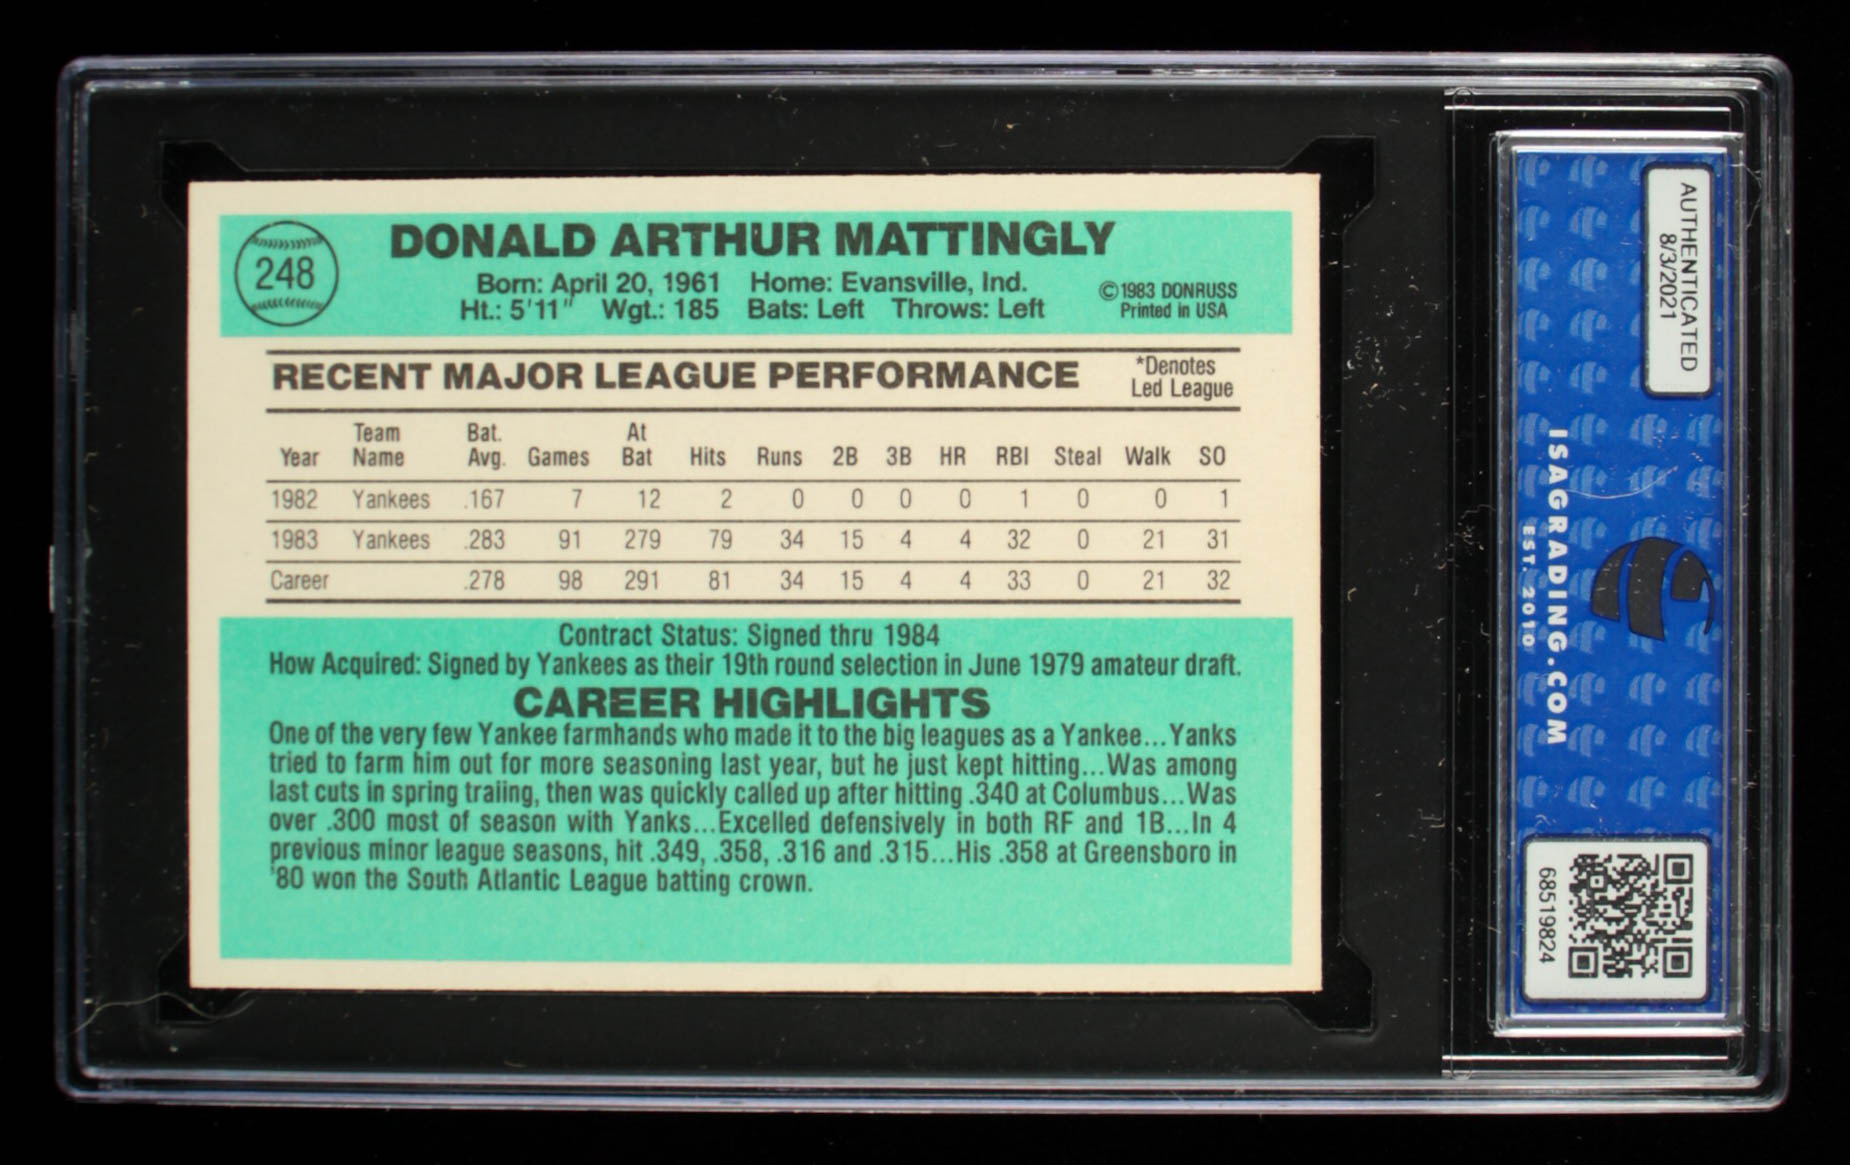 248
DONALD ARTHUR MATTINGLY
Born: April 20, 1961 Home: Evansville, Ind.
Ht.: 5'11" Wgt.: 185 Bats: Left Throws: Left
©1983 DONRUSS
Printed in USA
RECENT MAJOR LEAGUE PERFORMANCE
*Denotes
Led League
Year Team Name Bat. Avg. Games At Bat Hits Runs 2B 3B HR RBI Steal Walk SO
1982 Yankees .167 7 12 2 0 0 0 0 1 0 0 1
1983 Yankees .283 91 279 79 34 15 4 4 32 0 21 31
Career .278 98 291 81 34 15 4 4 33 0 21 32
Contract Status: Signed thru 1984
How Acquired: Signed by Yankees as their 19th round selection in June 1979 amateur draft.
CAREER HIGHLIGHTS
One of the very few Yankee farmhands who made it to the big leagues as a Yankee...Yanks
tried to farm him out for more seasoning last year, but he just kept hitting...Was among
last cuts in spring traiing, then was quickly called up after hitting .340 at Columbus...Was
over .300 most of season with Yanks...Excelled defensively in both RF and 1B...In 4
previous minor league seasons, hit .349, .358, .316 and .315...His .358 at Greensboro in
'80 won the South Atlantic League batting crown.
AUTHENTICATED
8/3/2021
ISAGRADING.COM
EST. 2010
68519824